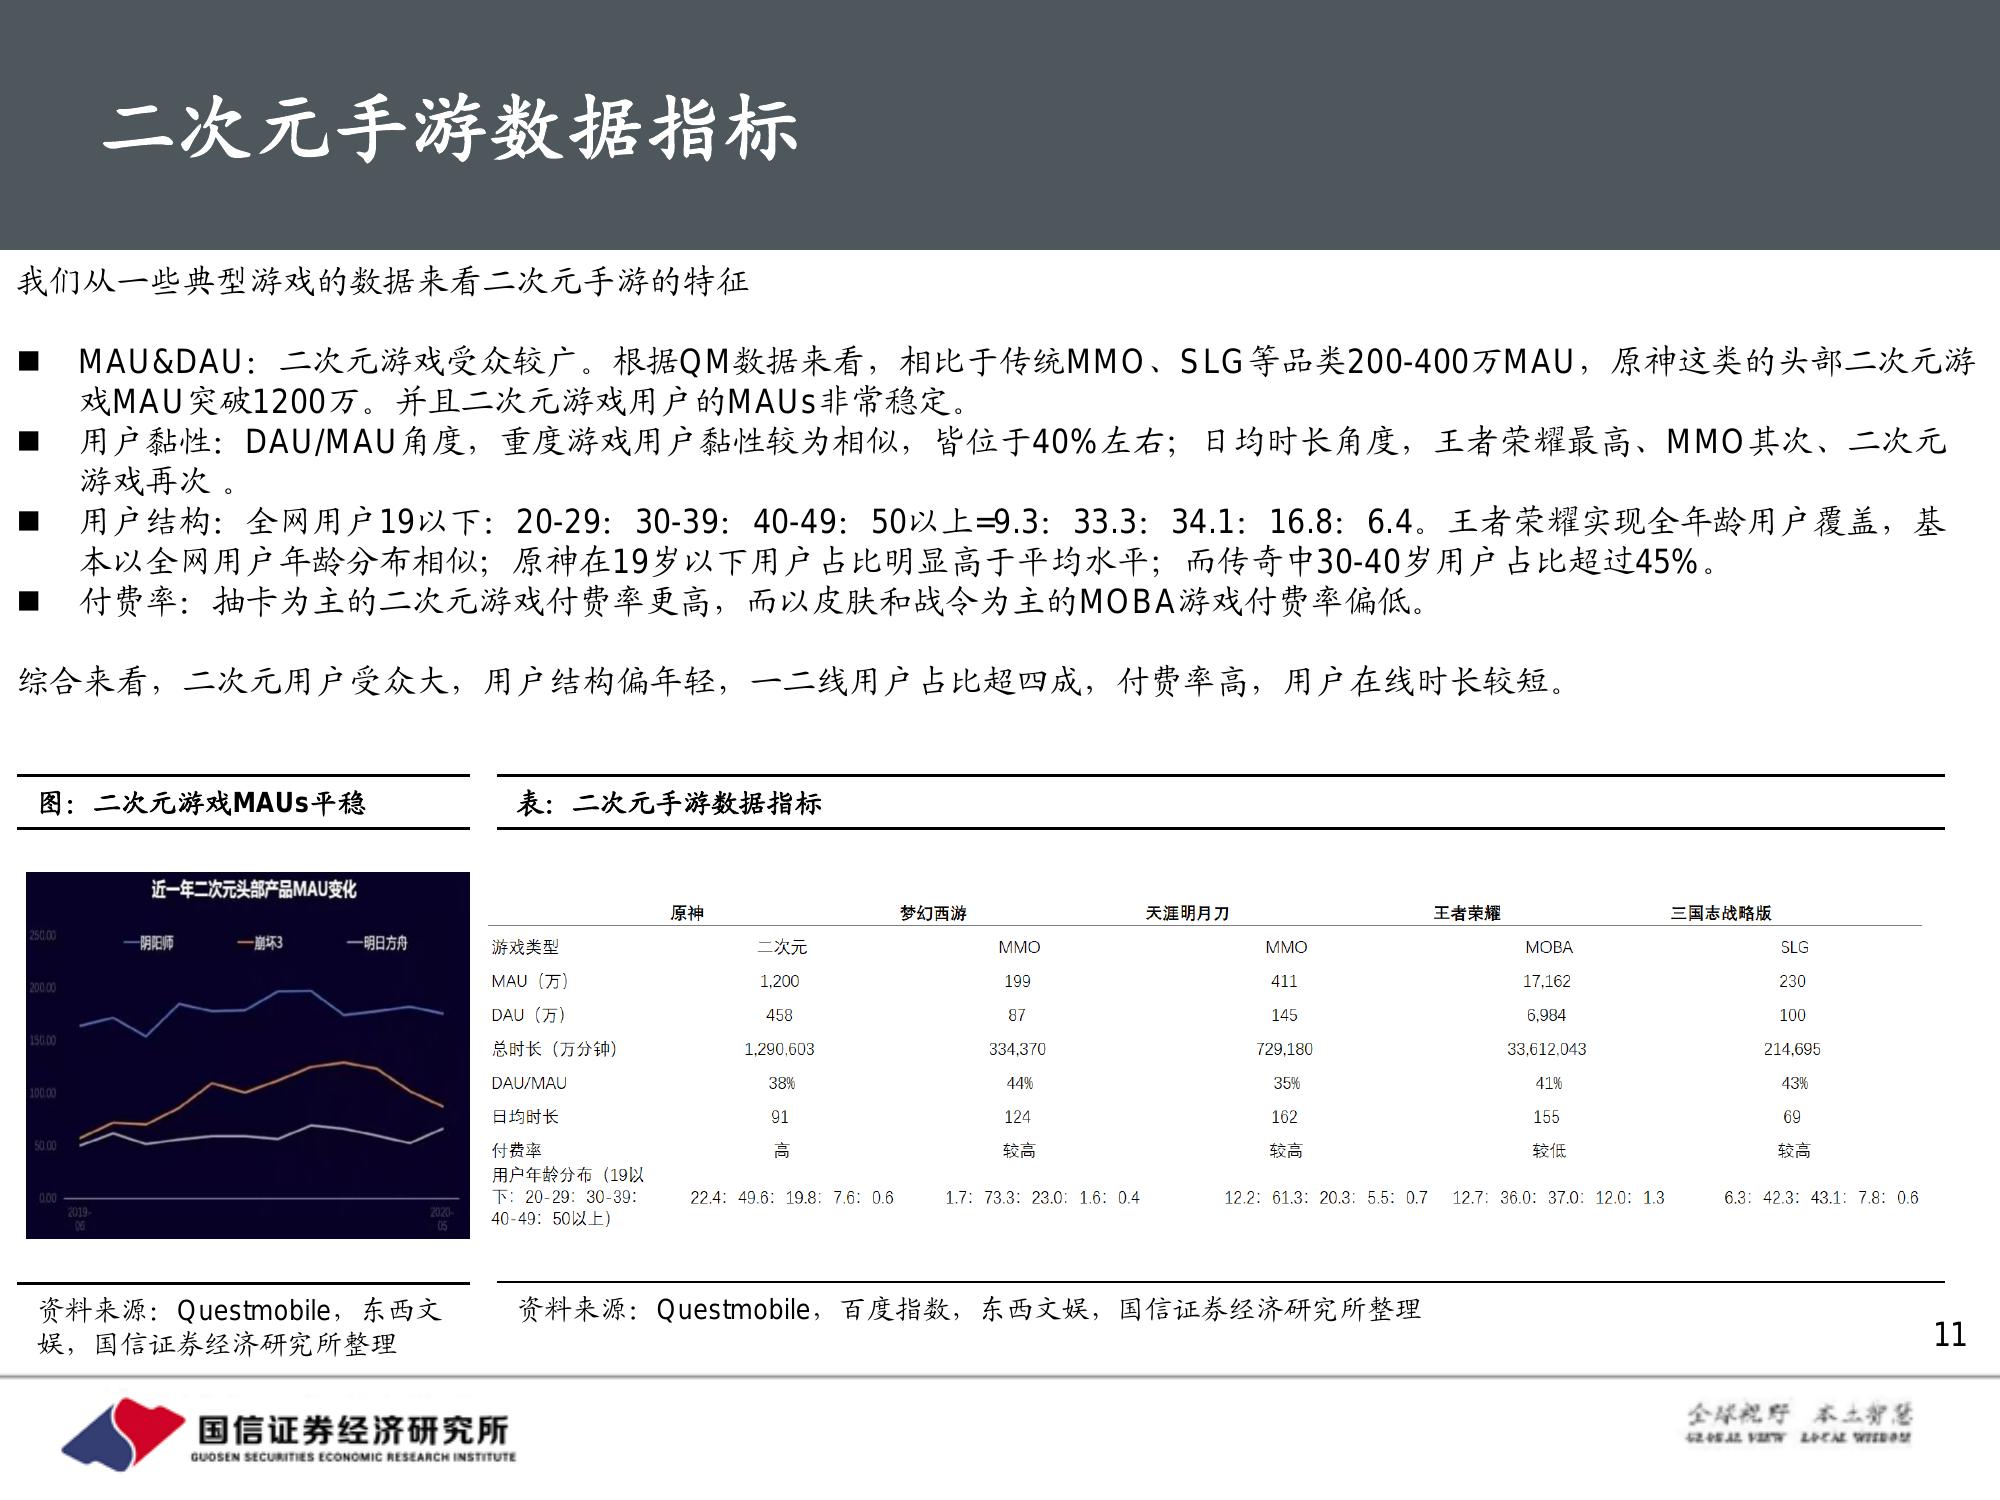 二次元手游数据指标
我们从一些典型游戏的数据来看二次元手游的特征
■ MAU&DAU：二次元游戏受众较广。根据QM数据来看，相比于传统MMO、SLG等品类200-400万MAU，原神这类的头部二次元游
戏MAU突破1200万。并且二次元游戏用户的MAUs非常稳定。
■ 用户黏性：DAU/MAU角度，重度游戏用户黏性较为相似，皆位于40%左右；日均时长角度，王者荣耀最高、MMO其次、二次元
游戏再次 。
■ 用户结构：全网用户19以下：20-29：30-39：40-49：50以上=9.3：33.3：34.1：16.8：6.4。王者荣耀实现全年龄用户覆盖，基
本以全网用户年龄分布相似；原神在19岁以下用户占比明显高于平均水平；而传奇中30-40岁用户占比超过45%。
■ 付费率：抽卡为主的二次元游戏付费率更高，而以皮肤和战令为主的MOBA游戏付费率偏低。
综合来看，二次元用户受众大，用户结构偏年轻，一二线用户占比超四成，付费率高，用户在线时长较短。
图：二次元游戏MAUs平稳
近一年二次元头部产品MAU变化
阴阳师 崩坏3 明日方舟
250.00
200.00
150.00
100.00
50.00
0.00
2019-06 2020-05
资料来源：Questmobile，东西文
娱，国信证券经济研究所整理
表：二次元手游数据指标
原神 梦幻西游 天涯明月刀 王者荣耀 三国志战略版
游戏类型 二次元 MMO MMO MOBA SLG
MAU（万） 1,200 199 411 17,162 230
DAU（万） 458 87 145 6,984 100
总时长（万分钟） 1,290,603 334,370 729,180 33,612,043 214,695
DAU/MAU 38% 44% 35% 41% 43%
日均时长 91 124 162 155 69
付费率 高 较高 较高 较低 较高
用户年龄分布（19以
下：20-29：30-39： 22.4：49.6：19.8：7.6：0.6 1.7：73.3：23.0：1.6：0.4 12.2：61.3：20.3：5.5：0.7 12.7：36.0：37.0：12.0：1.3 6.3：42.3：43.1：7.8：0.6
40-49：50以上）
资料来源：Questmobile，百度指数，东西文娱，国信证券经济研究所整理
11
国信证券经济研究所
GUOSEN SECURITIES ECONOMIC RESEARCH INSTITUTE
全球视野 本土智慧
GLOBAL VIEW LOCAL WISDOM